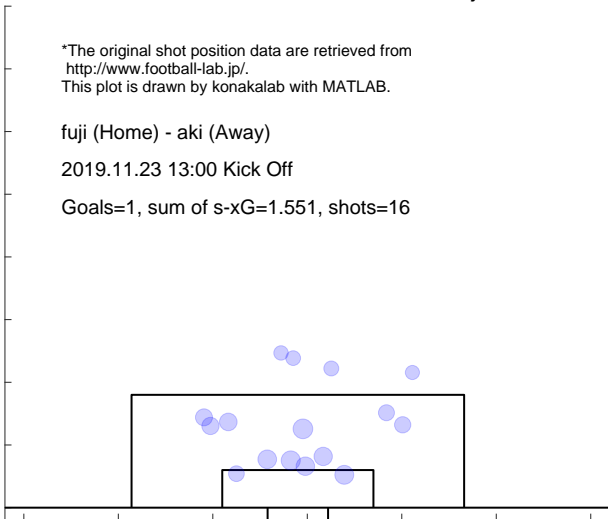 *The original shot position data are retrieved from
http://www.football-lab.jp/.
This plot is drawn by konakalab with MATLAB.
fuji (Home) - aki (Away)
2019.11.23 13:00 Kick Off
Goals=1, sum of s-xG=1.551, shots=16